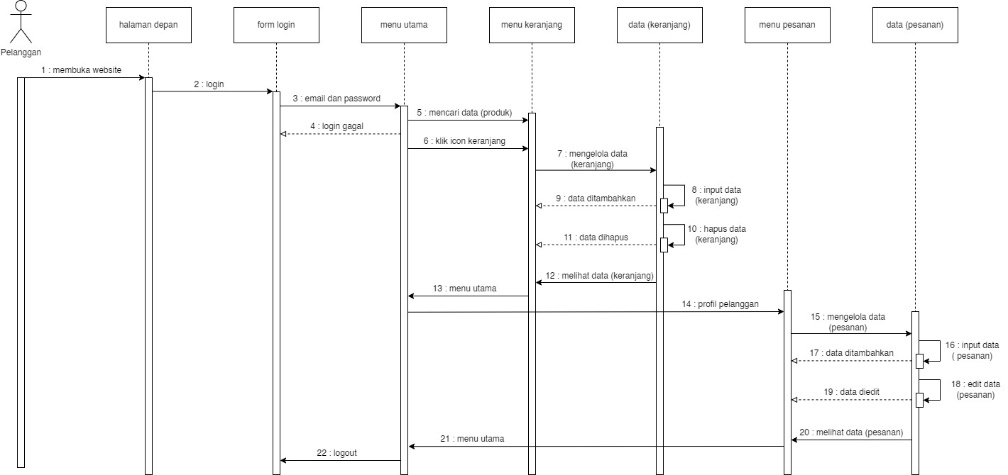 Pelanggan
halaman depan
form login
menu utama
menu keranjang
data (keranjang)
menu pesanan
data (pesanan)
1 : membuka website
2 : login
3 : email dan password
4 : login gagal
5 : mencari data (produk)
6 : klik icon keranjang
7 : mengelola data
(keranjang)
8 : input data
(keranjang)
9 : data ditambahkan
10 : hapus data
(keranjang)
11 : data dihapus
12 : melihat data (keranjang)
13 : menu utama
14 : profil pelanggan
15 : mengelola data
(pesanan)
16 : input data
( pesanan)
17 : data ditambahkan
18 : edit data
(pesanan)
19 : data diedit
20 : melihat data (pesanan)
21 : menu utama
22 : logout